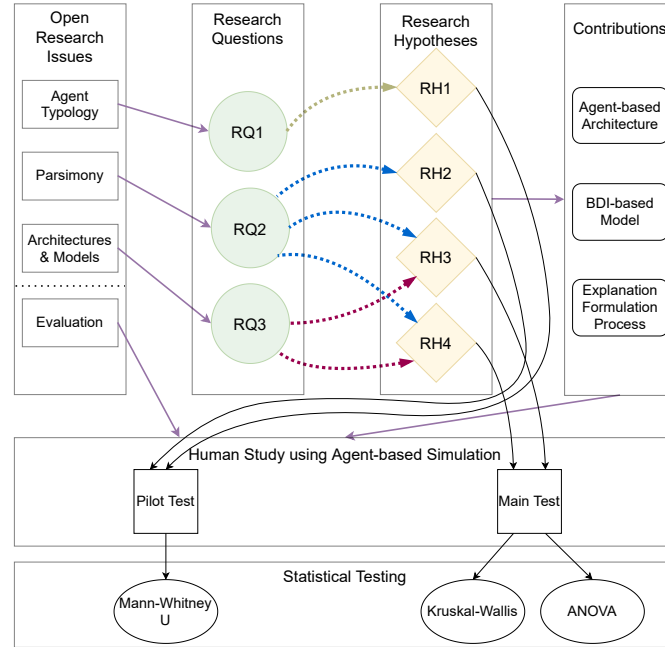 Open
Research
Issues
Agent
Typology
Parsimony
Architectures
& Models
Evaluation
Research
Questions
RQ1
RQ2
RQ3
Research
Hypotheses
RH1
RH2
RH3
RH4
Contributions
Agent-based
Architecture
BDI-based
Model
Explanation
Formulation
Process
Human Study using Agent-based Simulation
Pilot Test
Main Test
Statistical Testing
Mann-Whitney
U
Kruskal-Wallis
ANOVA